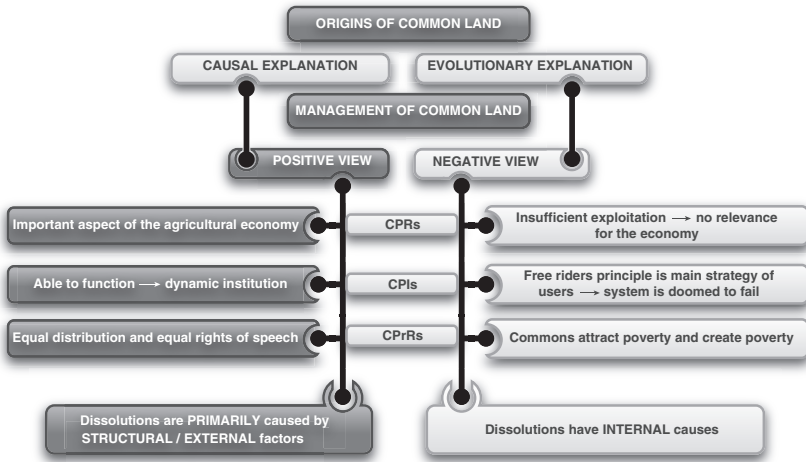 ORIGINS OF COMMON LAND
CAUSAL EXPLANATION
EVOLUTIONARY EXPLANATION
MANAGEMENT OF COMMON LAND
POSITIVE VIEW
NEGATIVE VIEW
Important aspect of the agricultural economy
CPRs
Insufficient exploitation → no relevance
for the economy
Able to function → dynamic institution
CPIs
Free riders principle is main strategy of
users → system is doomed to fail
Equal distribution and equal rights of speech
CPrRs
Commons attract poverty and create poverty
Dissolutions are PRIMARILY caused by
STRUCTURAL / EXTERNAL factors
Dissolutions have INTERNAL causes